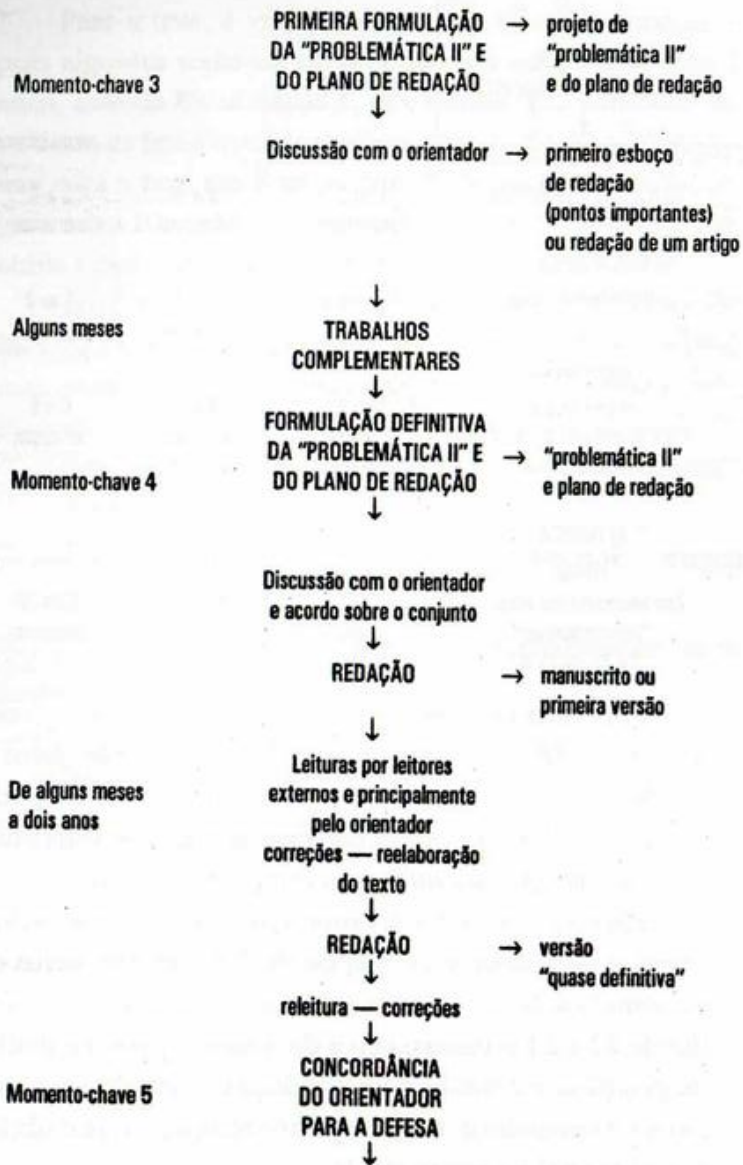 PRIMEIRA FORMULAÇÃO → projeto de
DA "PROBLEMÁTICA II" E "problemática II"
Momento-chave 3 DO PLANO DE REDAÇÃO e do plano de redação
↓
Discussão com o orientador → primeiro esboço
de redação
(pontos importantes)
ou redação de um artigo
↓
Alguns meses TRABALHOS
COMPLEMENTARES
↓
FORMULAÇÃO DEFINITIVA
DA "PROBLEMÁTICA II" E → "problemática II"
Momento-chave 4 DO PLANO DE REDAÇÃO e plano de redação
↓
Discussão com o orientador
e acordo sobre o conjunto
↓
REDAÇÃO → manuscrito ou
primeira versão
↓
Leituras por leitores
De alguns meses externos e principalmente
a dois anos pelo orientador
correções — reelaboração
do texto
↓
REDAÇÃO → versão
↓ "quase definitiva"
releitura — correções
↓
CONCORDÂNCIA
Momento-chave 5 DO ORIENTADOR
PARA A DEFESA
↓